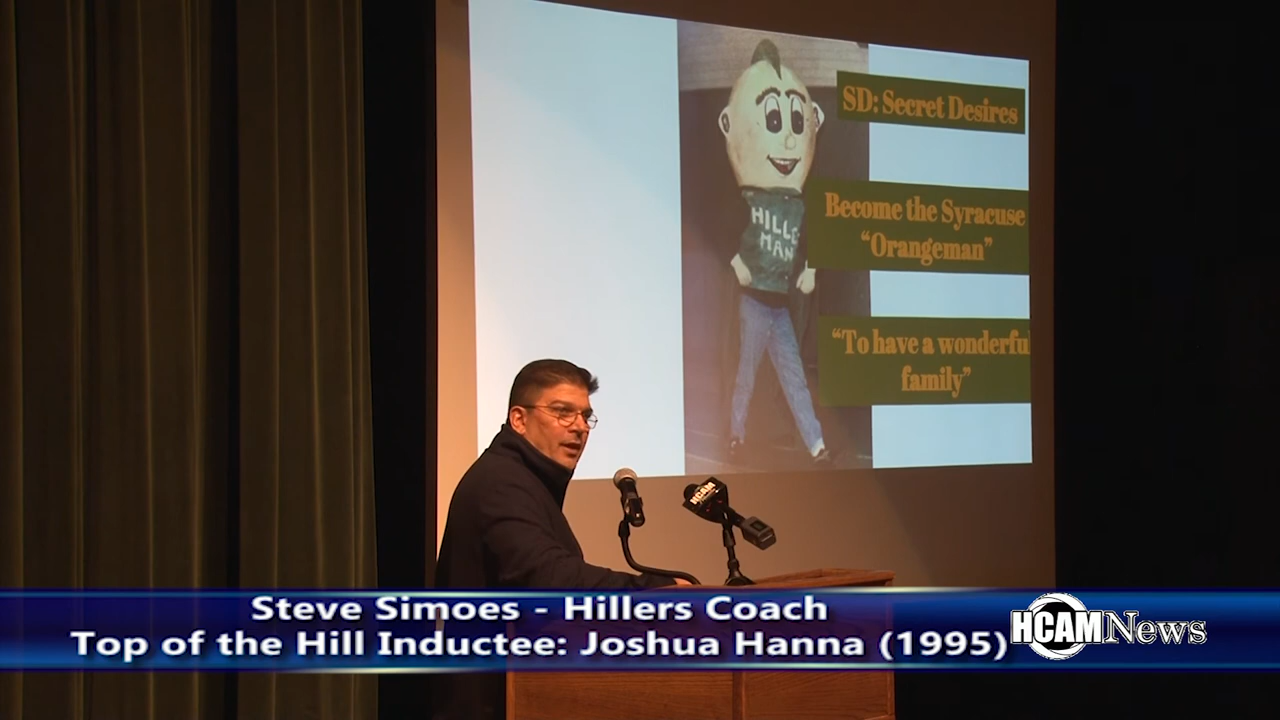 SD: Secret Desires
Become the Syracuse
“Orangeman”
“To have a wonderful
family”
HILLE
MAN
HCAM
Steve Simoes - Hillers Coach
Top of the Hill Inductee: Joshua Hanna (1995)
HCAMNews